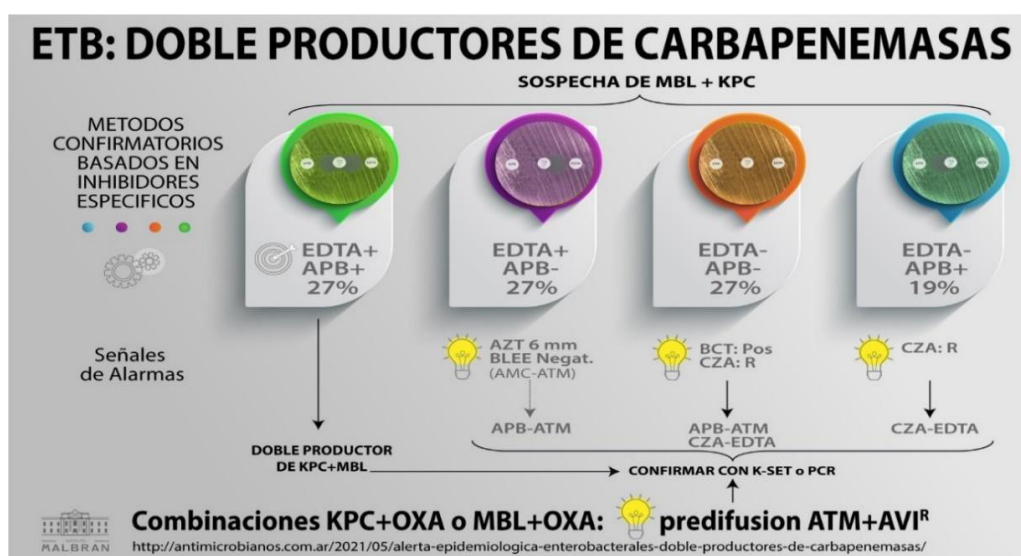 ETB: DOBLE PRODUCTORES DE CARBAPENEMASAS
SOSPECHA DE MBL + KPC
METODOS
CONFIRMATORIOS
BASADOS EN
INHIBIDORES
ESPECIFICOS
EDTA+
APB+
27%
EDTA+
APB-
27%
EDTA-
APB-
27%
EDTA-
APB+
19%
Señales
de Alarmas
AZT 6 mm
BLEE Negat.
(AMC-ATM)
BCT: Pos
CZA: R
CZA: R
APB-ATM
APB-ATM
CZA-EDTA
CZA-EDTA
DOBLE PRODUCTOR
DE KPC+MBL
CONFIRMAR CON K-SET o PCR
Combinaciones KPC+OXA o MBL+OXA: predifusion ATM+AVIᴿ
MALBRAN
http://antimicrobianos.com.ar/2021/05/alerta-epidemiologica-enterobacterales-doble-productores-de-carbapenemasas/